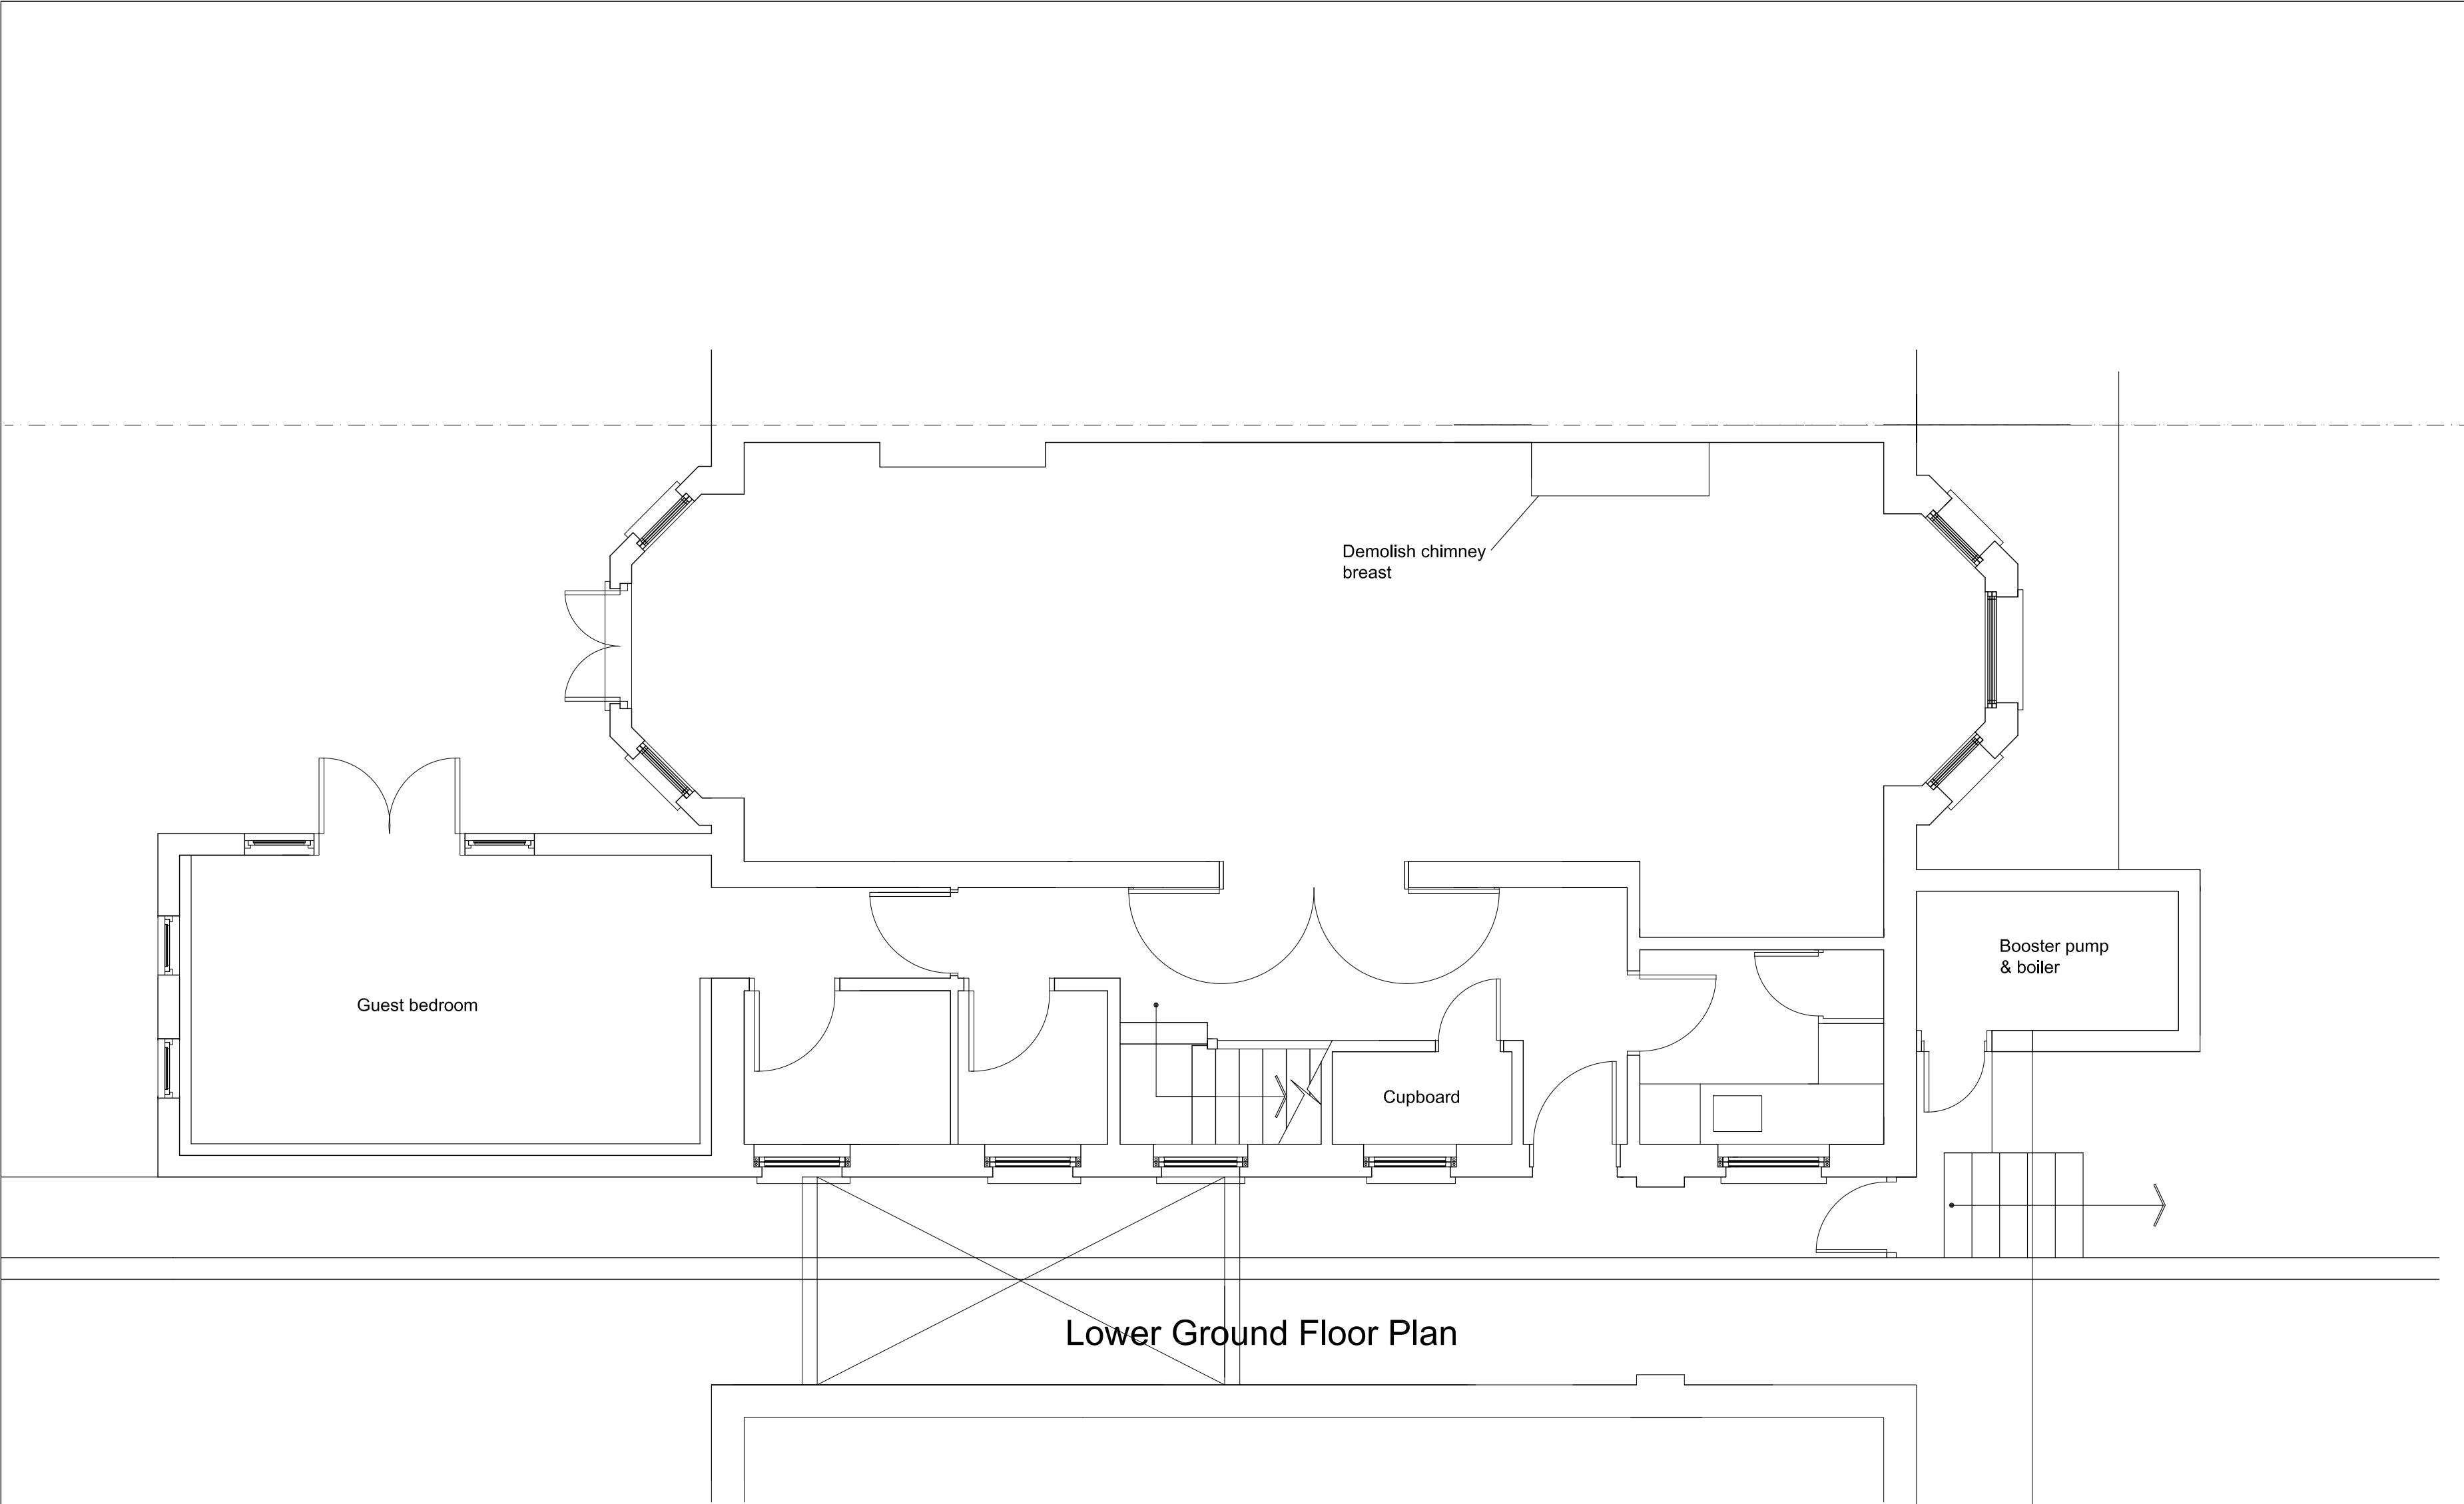 Demolish chimney
breast
Booster pump
& boiler
Guest bedroom
Cupboard
Lower Ground Floor Plan